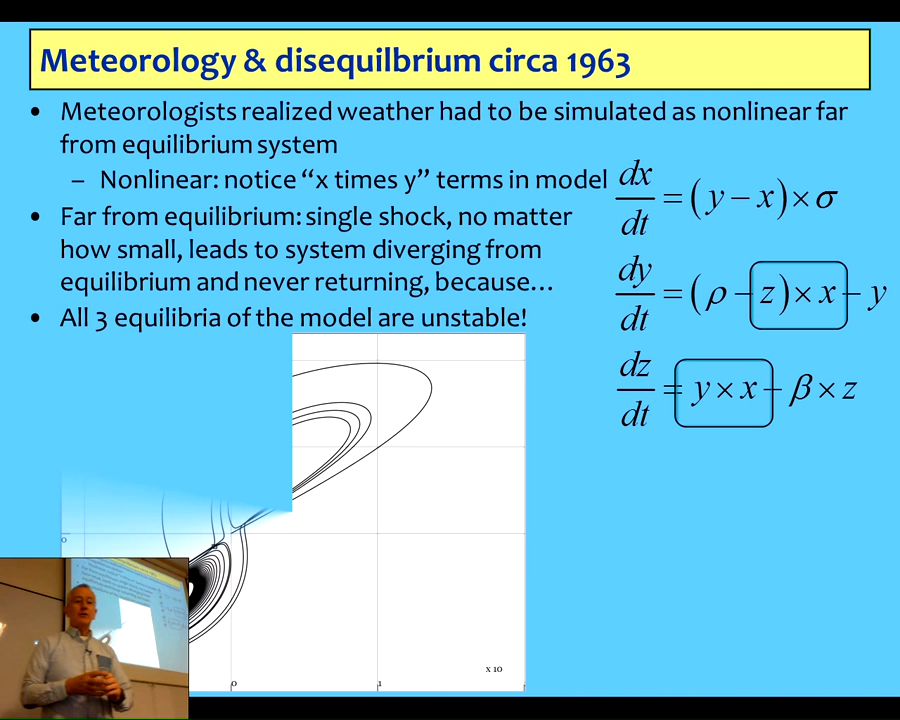 Meteorology & disequilbrium circa 1963
• Meteorologists realized weather had to be simulated as nonlinear far
from equilibrium system
– Nonlinear: notice “x times y” terms in model
• Far from equilibrium: single shock, no matter
how small, leads to system diverging from
equilibrium and never returning, because…
• All 3 equilibria of the model are unstable!
dx/dt = (y − x) × σ
dy/dt = (ρ − z) × x − y
dz/dt = y × x − β × z
0
x 10
0 1